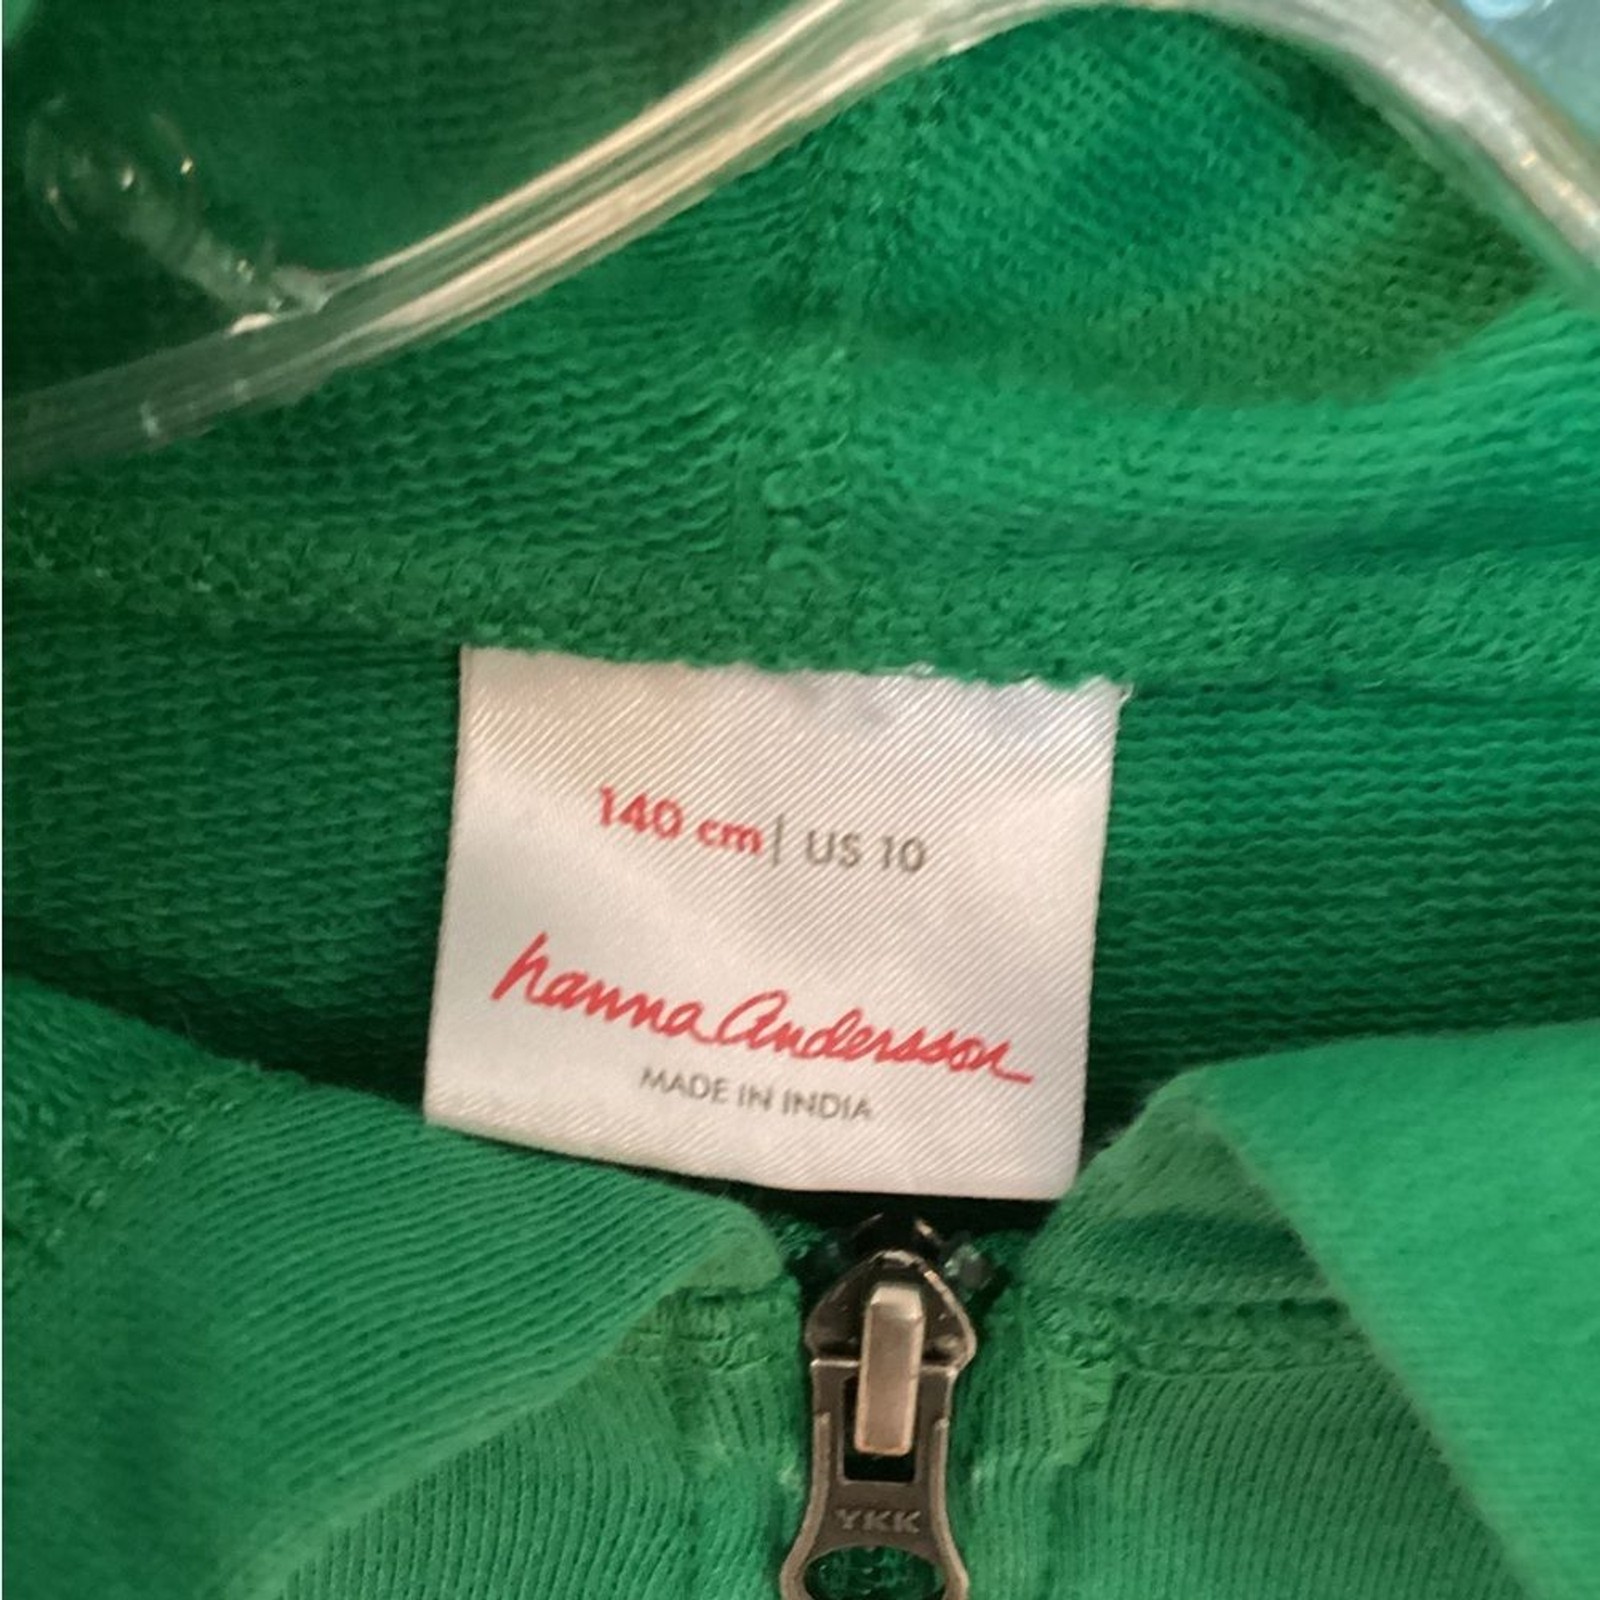 140 cm | US 10
hanna Andersson
MADE IN INDIA
YKK